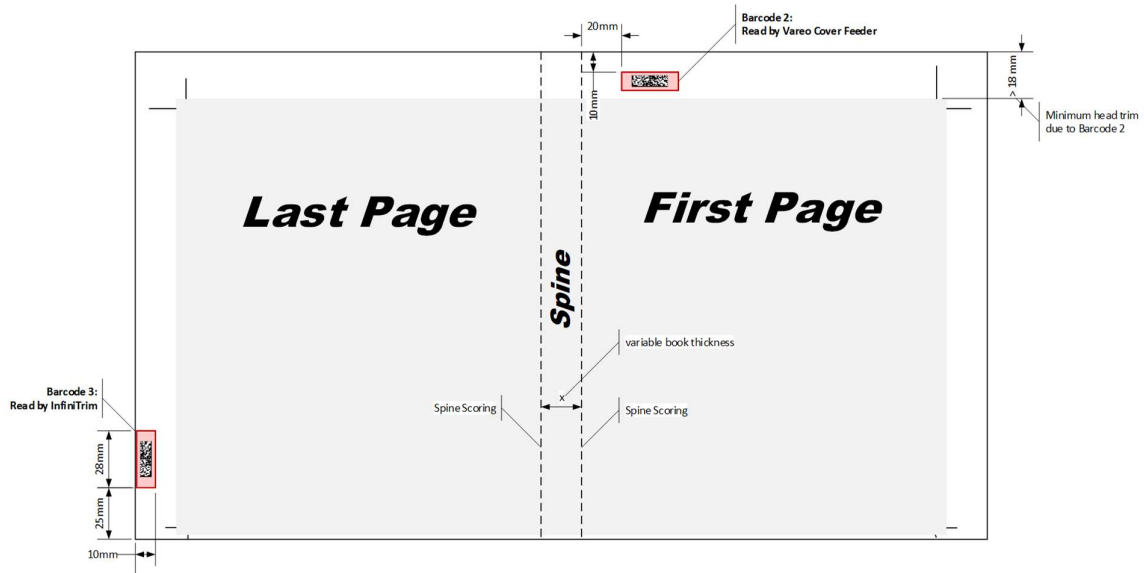 20mm
Barcode 2:
Read by Vareo Cover Feeder
10mm
> 18 mm
Minimum head trim
due to Barcode 2
Last Page
First Page
Spine
variable book thickness
x
Barcode 3:
Read by InfiniTrim
Spine Scoring
Spine Scoring
28mm
25mm
10mm